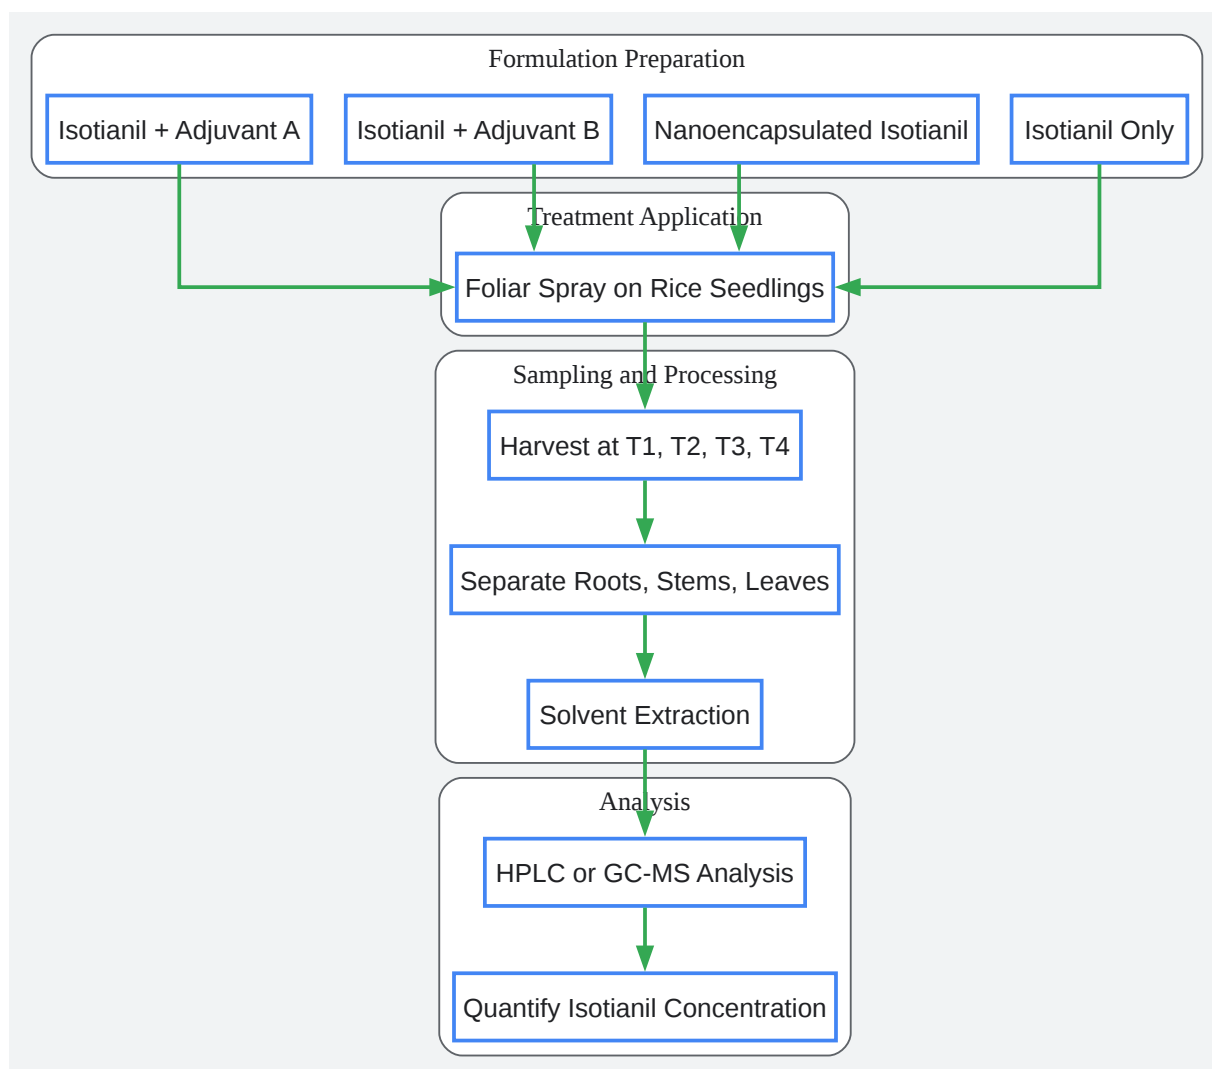 Formulation Preparation
Isotianil + Adjuvant A
Isotianil + Adjuvant B
Nanoencapsulated Isotianil
Isotianil Only
Treatment Application
Foliar Spray on Rice Seedlings
Sampling and Processing
Harvest at T1, T2, T3, T4
Separate Roots, Stems, Leaves
Solvent Extraction
Analysis
HPLC or GC-MS Analysis
Quantify Isotianil Concentration